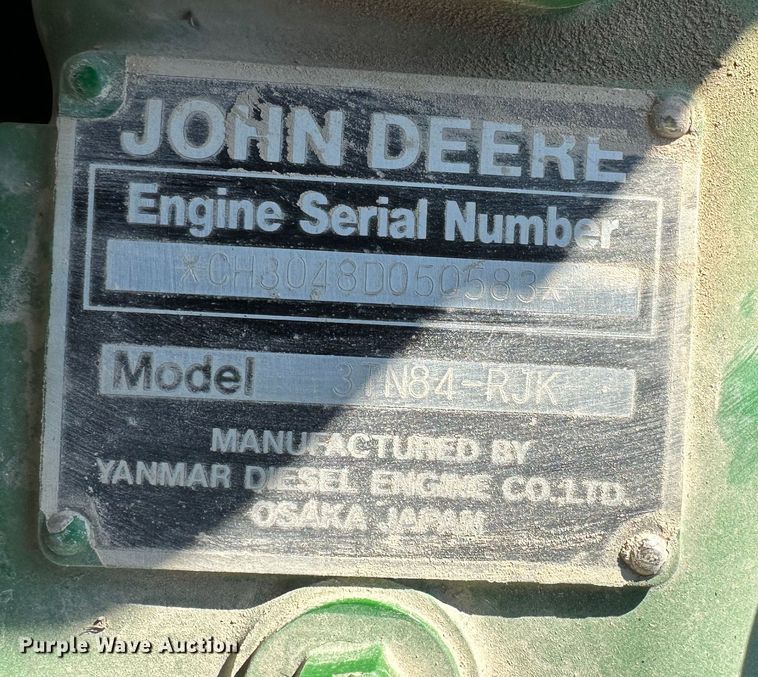 JOHN DEERE
Engine Serial Number
*CH3048D050583*
Model 3TN84-RJK
MANUFACTURED BY
YANMAR DIESEL ENGINE CO.,LTD.
OSAKA JAPAN
Purple Wave Auction